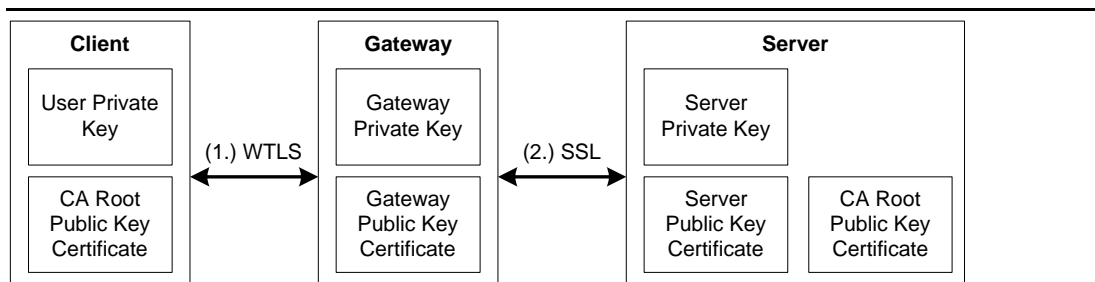 Client
Gateway
Server
User Private
Key
Gateway
Private Key
Server
Private Key
(1.) WTLS
(2.) SSL
CA Root
Public Key
Certificate
Gateway
Public Key
Certificate
Server
Public Key
Certificate
CA Root
Public Key
Certificate